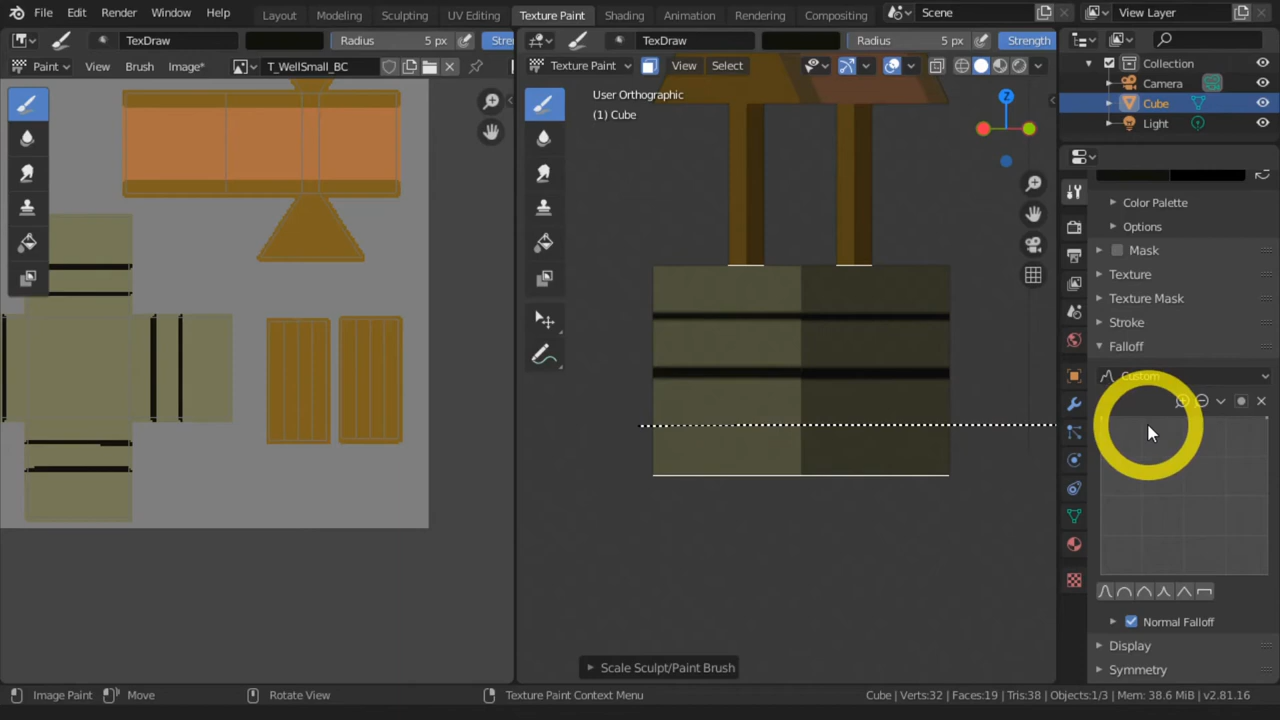 File Edit Render Window Help Layout Modeling Sculpting UV Editing Texture Paint Shading Animation Rendering Compositing Scene View Layer
TexDraw Radius 5 px TexDraw Radius 5 px Strength
Paint View Brush Image* T_WellSmall_BC Texture Paint View Select
User Orthographic
(1) Cube
Z
Collection
Camera
Cube
Light
Color Palette
Options
Mask
Texture
Texture Mask
Stroke
Falloff
Custom
Normal Falloff
Display
Symmetry
Scale Sculpt/Paint Brush
Image Paint Move Rotate View Texture Paint Context Menu Cube | Verts:32 | Faces:19 | Tris:38 | Objects:1/3 | Mem: 38.6 MiB | v2.81.16